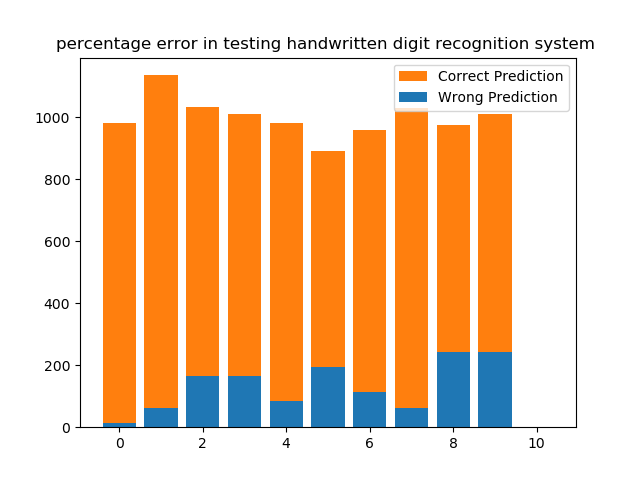 percentage error in testing handwritten digit recognition system
Correct Prediction
Wrong Prediction
1000
800
600
400
200
0
0 2 4 6 8 10